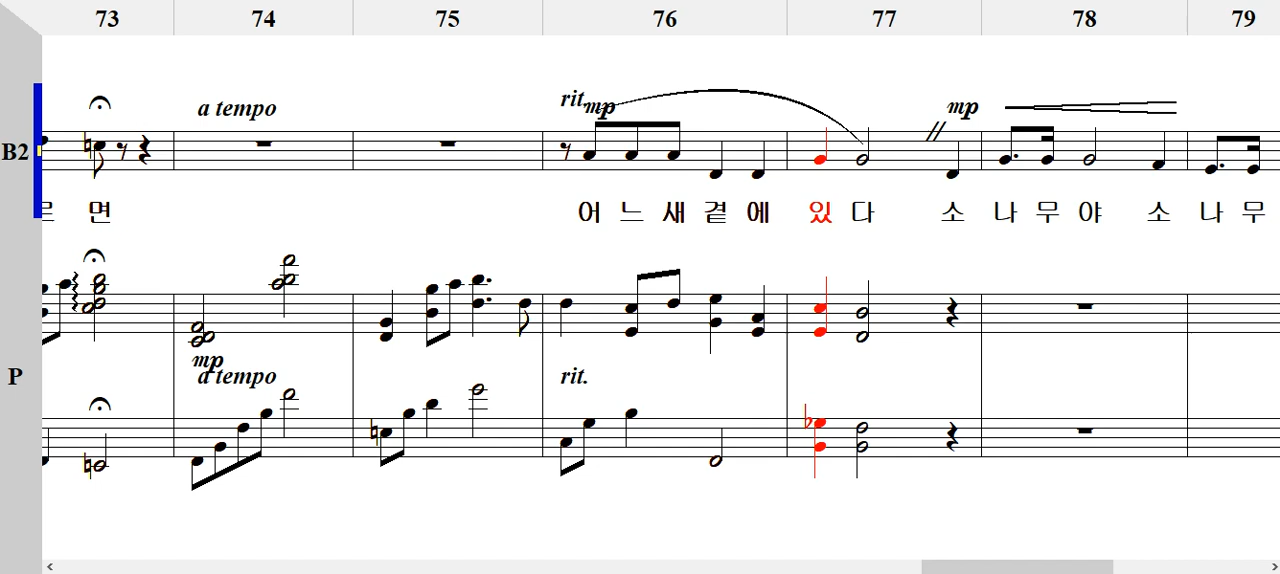 73 74 75 76 77 78 79
a tempo rit. mp mp
B2
면 어 느 새 곁 에 있 다 소 나 무 야 소 나 무
mp
a tempo rit.
P